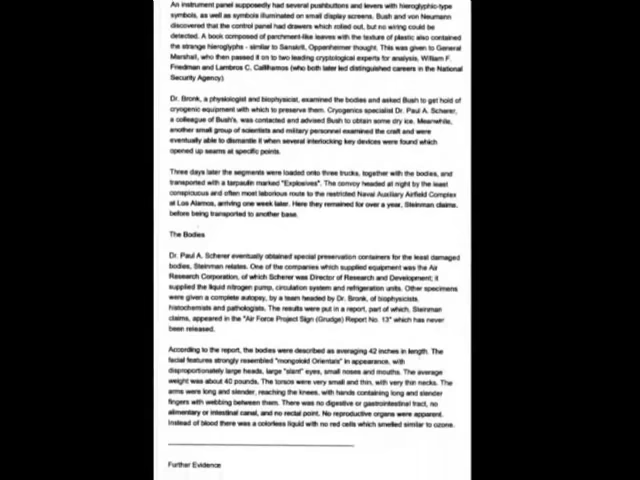 An instrument panel supposedly had several pushbuttons and levers with hieroglyphic-type
symbols, as well as symbols illuminated on small display screens. Bush and von Neumann
discovered that the control panel had drawers which rolled out, but no wiring could be
detected. A book composed of parchment-like leaves with the texture of plastic also contained
the strange hieroglyphs - similar to Sanskrit, Oppenheimer thought. This was given to General
Marshall, who then passed it on to two leading cryptological experts for analysis, William F.
Friedman and Lambros C. Callihamos (who both later led distinguished careers in the National
Security Agency)
Dr. Bronk, a physiologist and biophysicist, examined the bodies and asked Bush to get hold of
cryogenic equipment with which to preserve them. Cryogenics specialist Dr. Paul A. Scherer,
a colleague of Bush's, was contacted and advised Bush to obtain some dry ice. Meanwhile,
another small group of scientists and military personnel examined the craft and were
eventually able to dismantle it when several interlocking key devices were found which
opened up seams at specific points.
Three days later the segments were loaded onto three trucks, together with the bodies, and
transported with a tarpaulin marked "Explosives". The convoy headed at night by the least
conspicuous and often most laborious route to the restricted Naval Auxiliary Airfield Complex
at Los Alamos, arriving one week later. Here they remained for over a year, Steinman claims,
before being transported to another base.
The Bodies
Dr. Paul A. Scherer eventually obtained special preservation containers for the least damaged
bodies, Steinman relates. One of the companies which supplied equipment was the Air
Research Corporation, of which Scherer was Director of Research and Development; it
supplied the liquid nitrogen pump, circulation system and refrigeration units. Other specimens
were given a complete autopsy, by a team headed by Dr. Bronk, of biophysicists,
histochemists and pathologists. The results were put in a report, part of which, Steinman
claims, appeared in the "Air Force Project Sign (Grudge) Report No. 13" which has never
been released.
According to the report, the bodies were described as averaging 42 inches in length. The
facial features strongly resembled "mongoloid Orientals" in appearance, with
disproportionately large heads, large "slant" eyes, small noses and mouths. The average
weight was about 40 pounds. The torsos were very small and thin, with very thin necks. The
arms were long and slender, reaching the knees, with hands containing long and slender
fingers with webbing between them. There was no digestive or gastrointestinal tract, no
alimentary or intestinal canal, and no rectal point. No reproductive organs were apparent.
Instead of blood there was a colorless liquid with no red cells which smelled similar to ozone.
Further Evidence